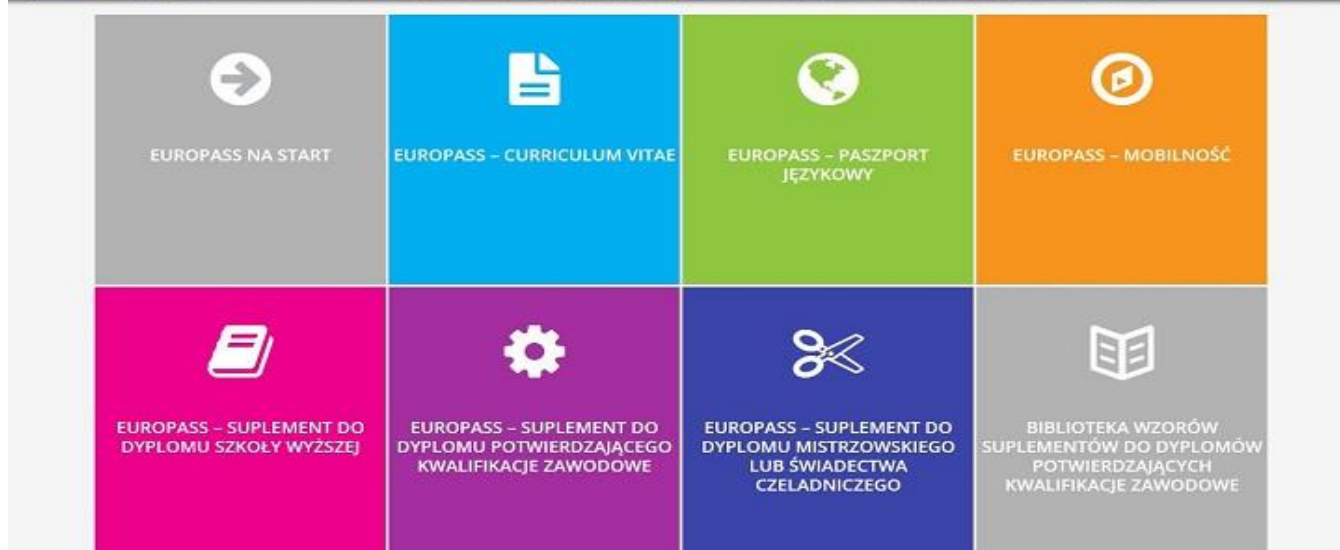 EUROPASS NA START
EUROPASS – CURRICULUM VITAE
EUROPASS – PASZPORT
JĘZYKOWY
EUROPASS – MOBILNOŚĆ
EUROPASS – SUPLEMENT DO
DYPLOMU SZKOŁY WYŻSZEJ
EUROPASS – SUPLEMENT DO
DYPLOMU POTWIERDZAJĄCEGO
KWALIFIKACJE ZAWODOWE
EUROPASS – SUPLEMENT DO
DYPLOMU MISTRZOWSKIEGO
LUB ŚWIADECTWA
CZELADNICZEGO
BIBLIOTEKA WZORÓW
SUPLEMENTÓW DO DYPLOMÓW
POTWIERDZAJĄCYCH
KWALIFIKACJE ZAWODOWE